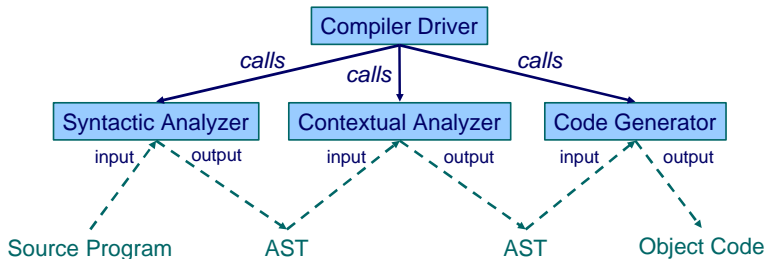 Compiler Driver
calls calls calls
Syntactic Analyzer Contextual Analyzer Code Generator
input output input output input output
Source Program AST AST Object Code